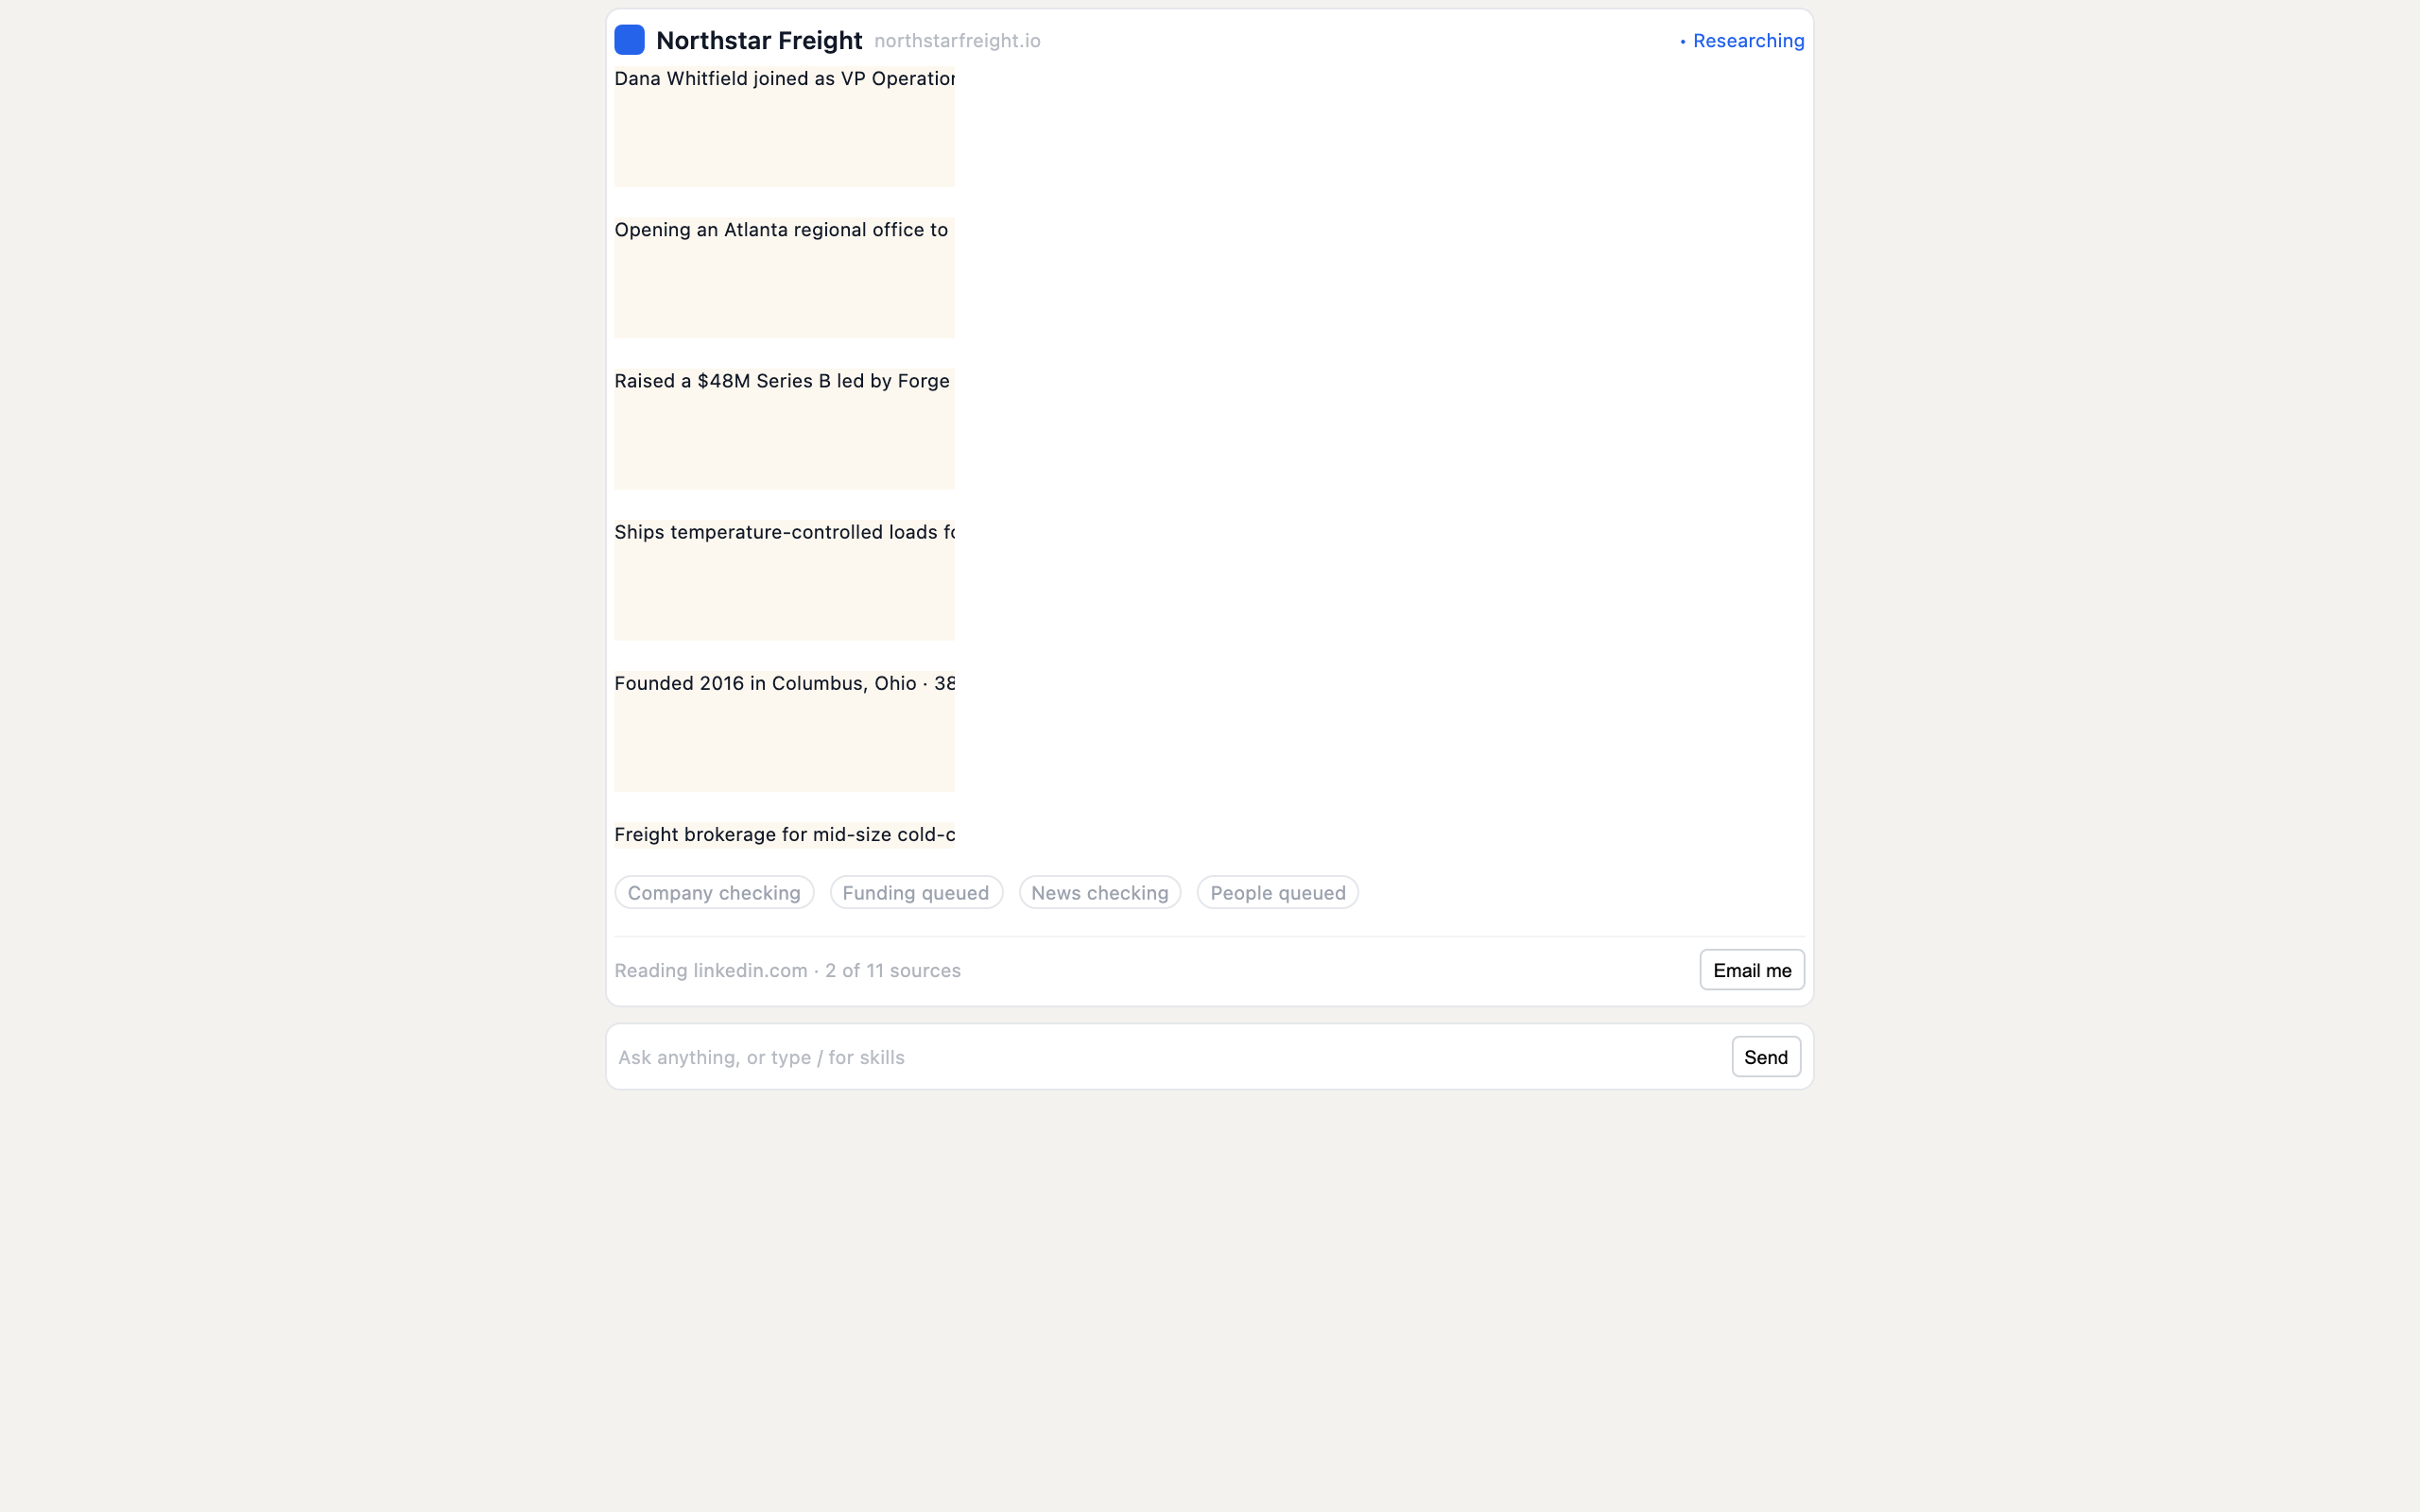 Northstar Freight northstarfreight.io • Researching
Dana Whitfield joined as VP
Opening an Atlanta regional office to
Raised a $48M Series B led by Forge
Ships temperature-controlled loads
Founded 2016 in Columbus, Ohio ·
Freight brokerage for mid-size
Company checking Funding queued News checking People queued
Reading linkedin.com · 2 of 11 sources Email me
Ask anything, or type / for skills Send